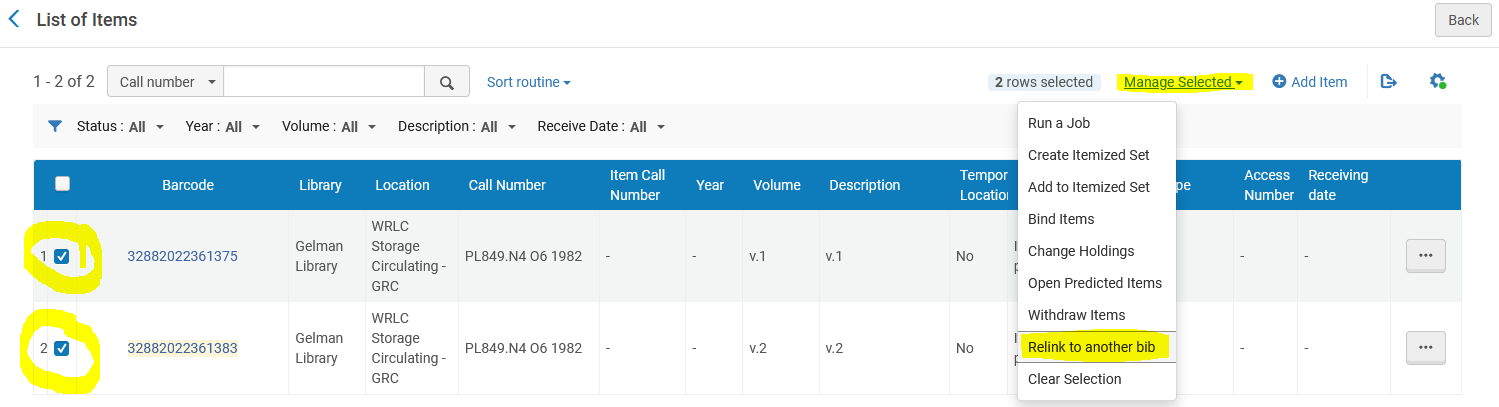 List of Items
Back
1 - 2 of 2 Call number Sort routine 2 rows selected Manage Selected Add Item
Status : All Year : All Volume : All Description : All Receive Date : All
Run a Job
Create Itemized Set
Add to Itemized Set
Bind Items
Change Holdings
Open Predicted Items
Withdraw Items
Relink to another bib
Clear Selection
Barcode Library Location Call Number Item Call Year Volume Description Tempor Access Receiving
Number Locatio pe Number date
1 32882022361375 Gelman WRLC PL849.N4 O6 1982 - - v.1 v.1 No - -
Library Storage
Circulating -
GRC
2 32882022361383 Gelman WRLC PL849.N4 O6 1982 - - v.2 v.2 No - -
Library Storage
Circulating -
GRC